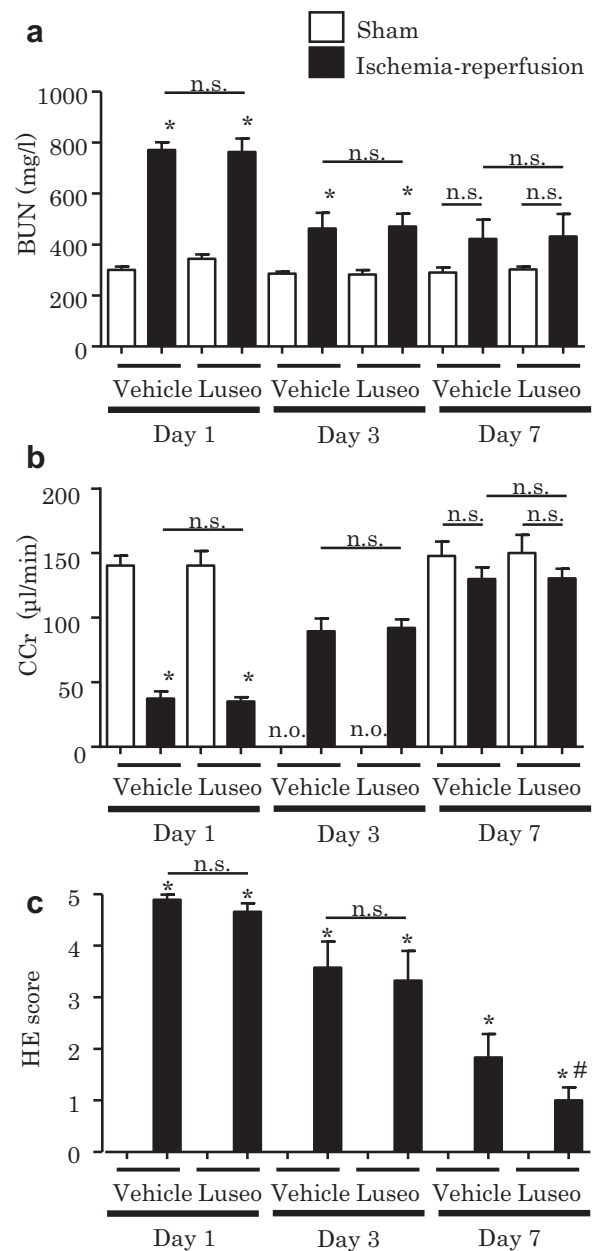 a
Sham
Ischemia-reperfusion
n.s.
1000
* *
800
n.s.
n.s.
BUN (mg/l)
600
* *
n.s. n.s.
400
200
0
Vehicle Luseo Vehicle Luseo Vehicle Luseo
Day 1 Day 3 Day 7
b
200
n.s.
n.s. n.s.
n.s.
n.s.
150
CCr (μl/min)
100
* *
50
n.o. n.o.
0
Vehicle Luseo Vehicle Luseo Vehicle Luseo
Day 1 Day 3 Day 7
c
n.s.
5
* *
n.s.
* *
4
HE score
3
*
2
* #
1
0
Vehicle Luseo Vehicle Luseo Vehicle Luseo
Day 1 Day 3 Day 7